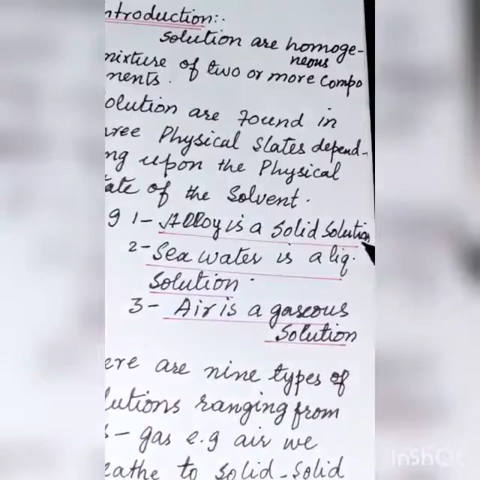 ntroduction:-
Solution are homoge-
neous
mixture of two or more compo
nents.
olution are found in
hree Physical States depend-
ng upon the Physical
tate of the Solvent.
g 1- Alloy is a solid solution
2- Sea water is a liq.
Solution.
3- Air is a gaseous
Solution
ere are nine types of
lutions ranging from
s - gas e.g air we
eathe to solid-solid
InShOt